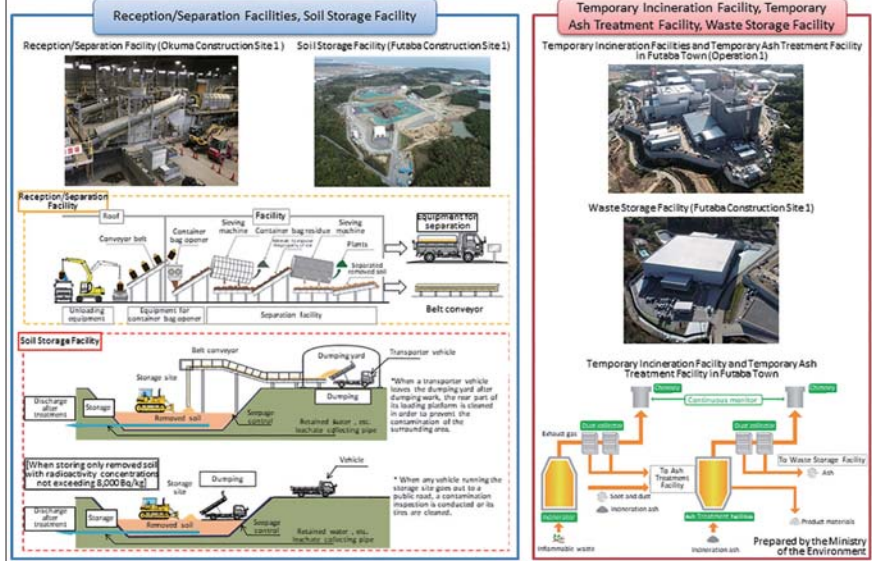 Reception/Separation Facilities, Soil Storage Facility
Reception/Separation Facility (Okuma Construction Site 1)
Soil Storage Facility (Futaba Construction Site 1)
Reception/Separation
Facility
Roof
Facility
Conveyor belt
Container
bag opener
Sieving
machine
Container bag residue
Sieving
machine
Plants
Separated
removed soil
Equipment for
separation
Belt conveyor
Unloading
equipment
Equipment for
container bag opener
Separation facility
Soil Storage Facility
Belt conveyor
Dumping yard
Transporter vehicle
Storage site
Dumping
Discharge after
treatment
Storage
Removed soil
Seepage
control
Retained water, etc.
leachate collecting pipe
*When a transporter vehicle
leaves the dumping yard after
dumping work, the rear part of
its loading platform is cleaned
in order to prevent the
contamination of the
surrounding area.
[When storing only removed soil
with radioactivity concentrations
not exceeding 8,000 Bq/kg]
Storage
site
Dumping
Vehicle
Discharge after
treatment
Storage
Removed soil
Seepage
control
Retained water, etc.
leachate collecting pipe
* When any vehicle running the
storage site goes out to a
public road, a contamination
inspection is conducted or its
tires are cleaned.
Temporary Incineration Facility, Temporary
Ash Treatment Facility, Waste Storage Facility
Temporary Incineration Facilities and Temporary Ash Treatment Facility
in Futaba Town (Operation 1)
Waste Storage Facility (Futaba Construction Site 1)
Temporary Incineration Facility and Temporary Ash
Treatment Facility in Futaba Town
Chimney
Chimney
Continuous monitor
Dust collector
Dust collector
Exhaust gas
To Ash
Treatment
Facility
To Waste Storage Facility
Ash
Soot and dust
Incineration ash
Incinerator
Ash Treatment Facilities
Product materials
Inflammable waste
Incineration ash
Prepared by the Ministry
of the Environment